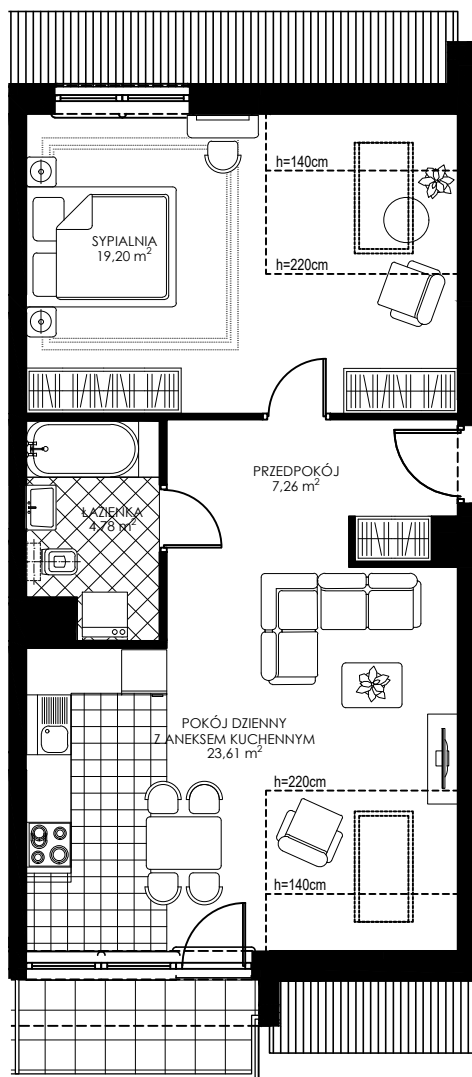 h=140cm
SYPIALNIA
19,20 m²
h=220cm
PRZEDPOKÓJ
7,26 m²
ŁAZIENKA
4,78 m²
POKÓJ DZIENNY
Z ANEKSEM KUCHENNYM
23,61 m²
h=220cm
h=140cm